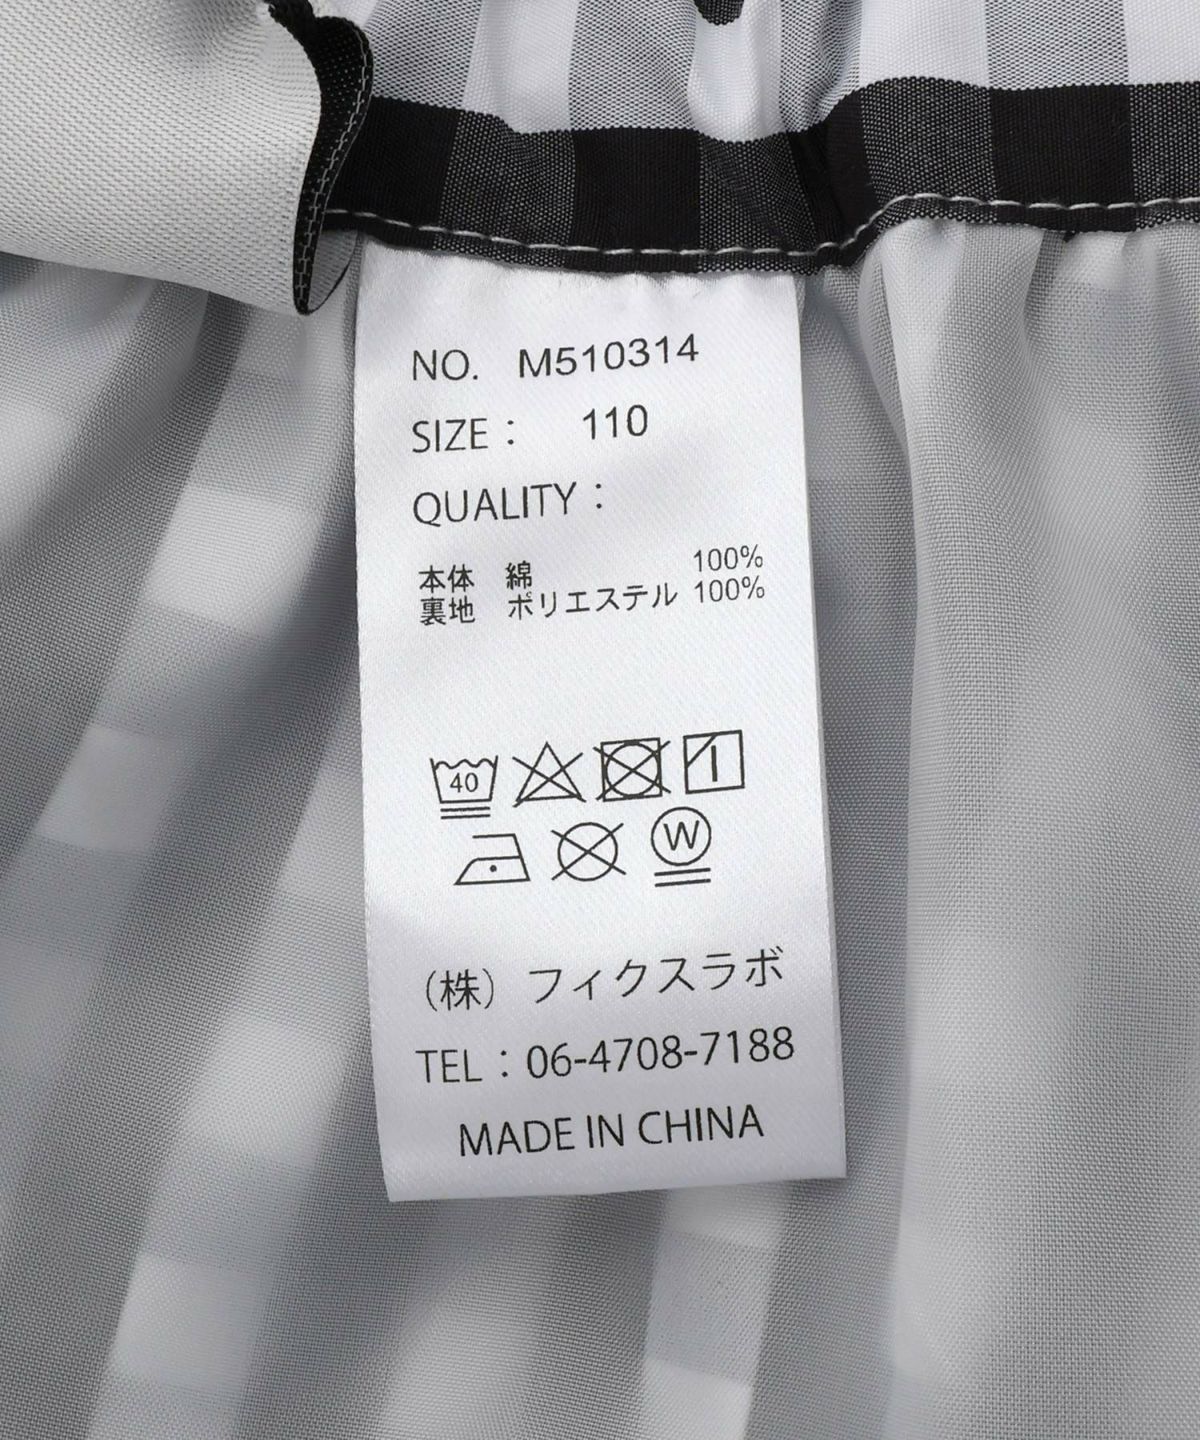 NO. M510314
SIZE： 110
QUALITY：
本体 綿 100%
裏地 ポリエステル 100%
40
W
（株）フィクスラボ
TEL：06-4708-7188
MADE IN CHINA